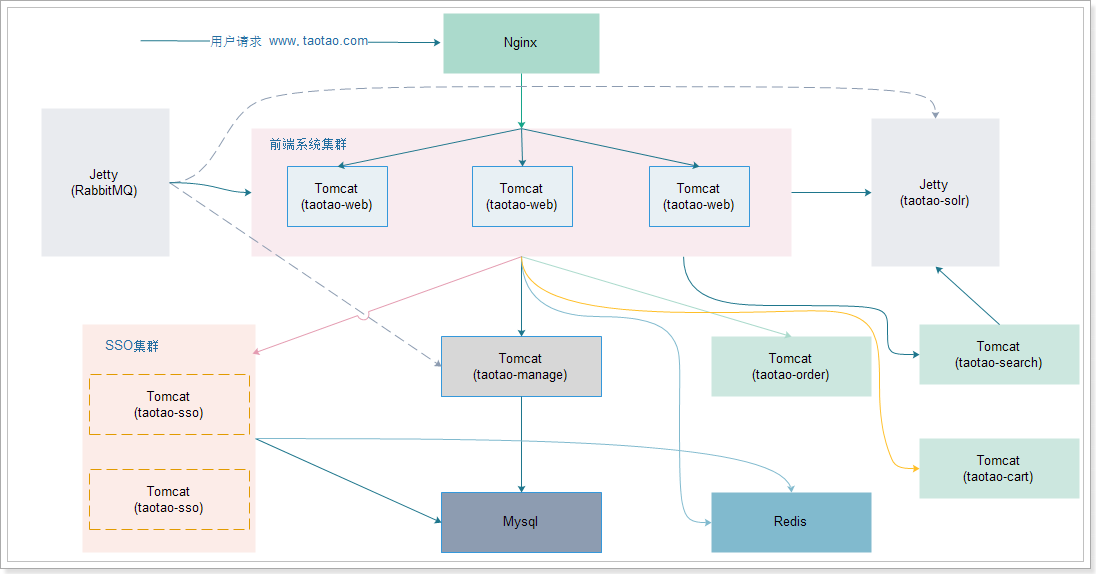 用户请求 www.taotao.com
Nginx
前端系统集群
Jetty
(RabbitMQ)
Tomcat
(taotao-web)
Tomcat
(taotao-web)
Tomcat
(taotao-web)
Jetty
(taotao-solr)
SSO集群
Tomcat
(taotao-sso)
Tomcat
(taotao-sso)
Tomcat
(taotao-manage)
Tomcat
(taotao-order)
Tomcat
(taotao-search)
Tomcat
(taotao-cart)
Mysql
Redis